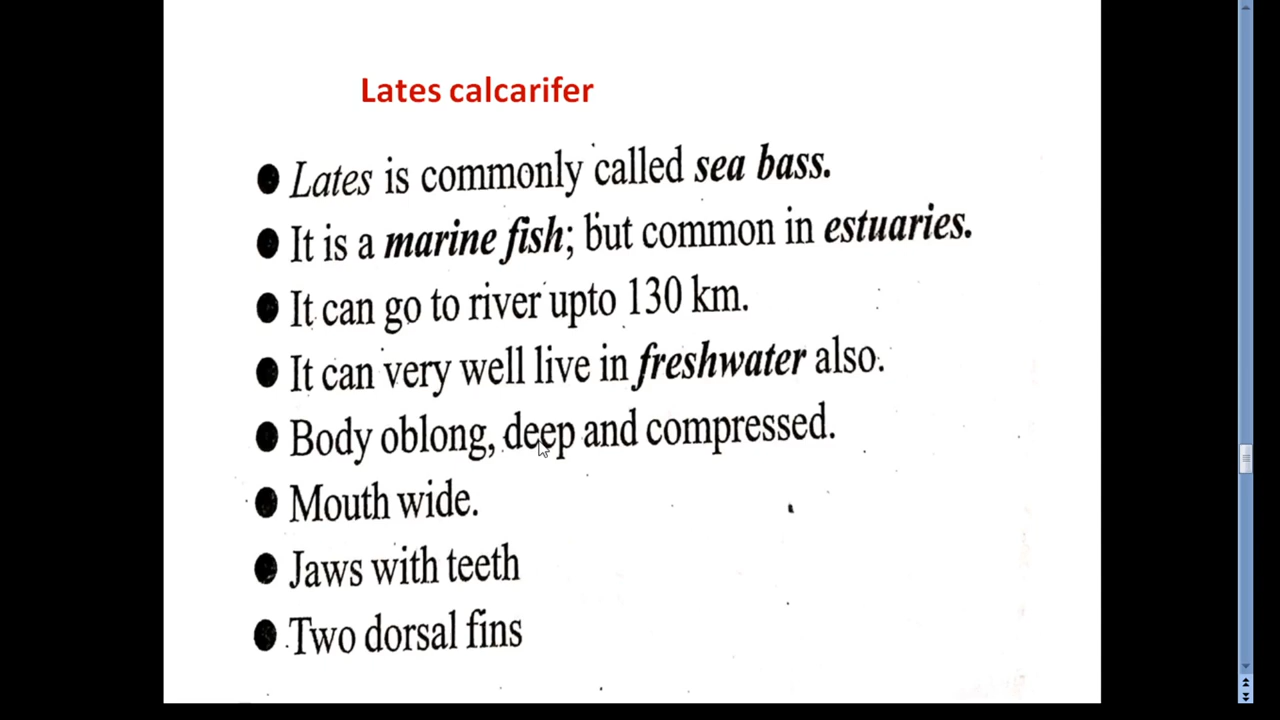 Lates calcarifer
● Lates is commonly called sea bass.
● It is a marine fish; but common in estuaries.
● It can go to river upto 130 km.
● It can very well live in freshwater also.
● Body oblong, deep and compressed.
● Mouth wide.
● Jaws with teeth
● Two dorsal fins